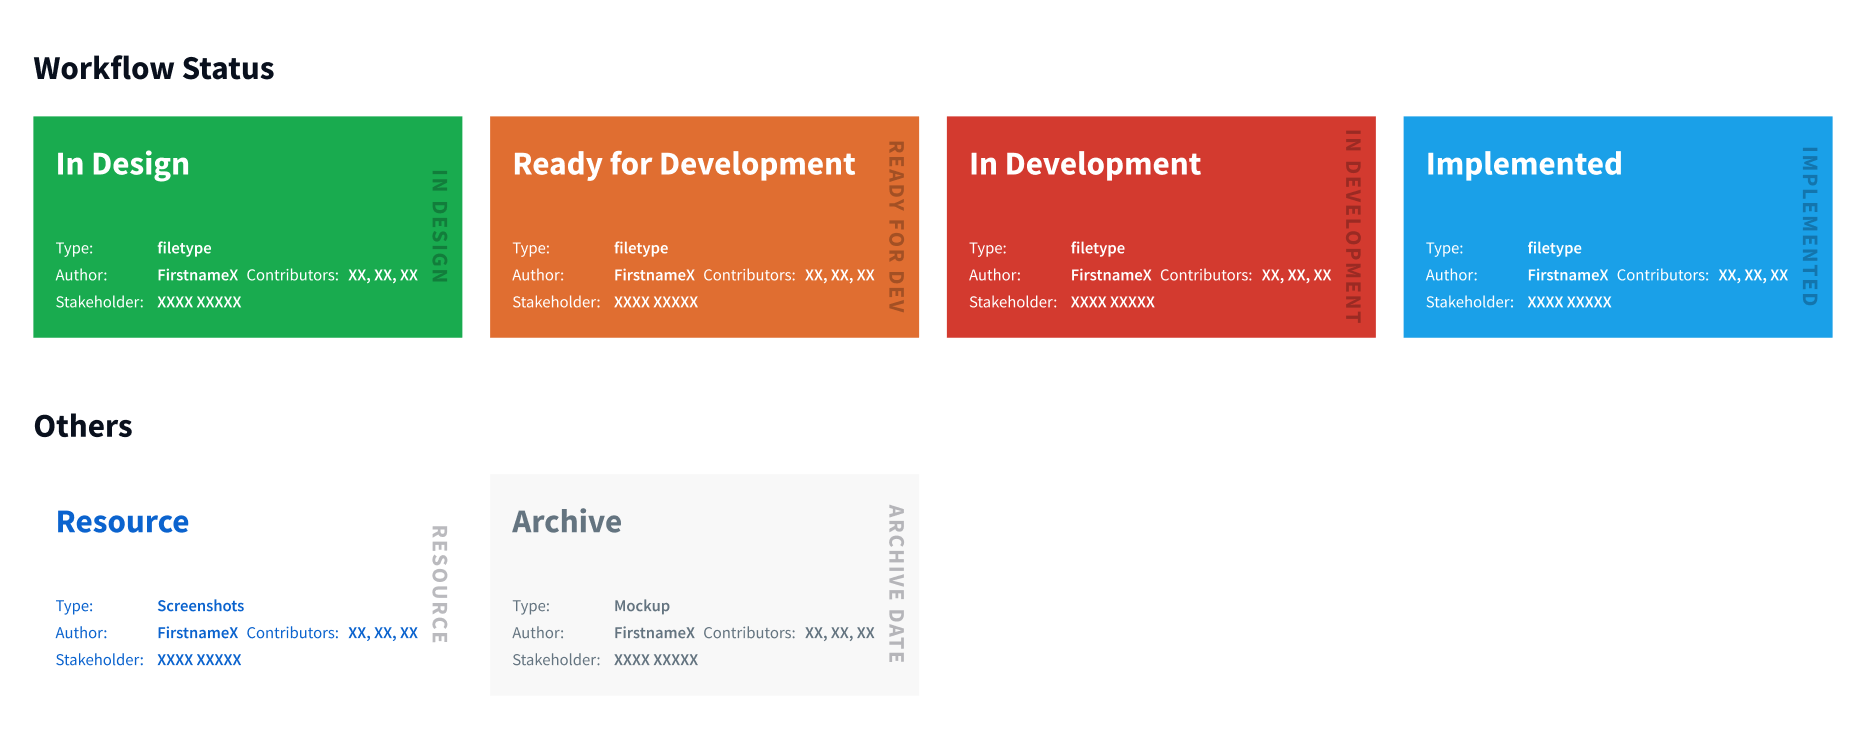 Workflow Status
In Design
Type: filetype
Author: FirstnameX Contributors: XX, XX, XX
Stakeholder: XXXX XXXXX
IN DESIGN
Ready for Development
Type: filetype
Author: FirstnameX Contributors: XX, XX, XX
Stakeholder: XXXX XXXXX
READY FOR DEV
In Development
Type: filetype
Author: FirstnameX Contributors: XX, XX, XX
Stakeholder: XXXX XXXXX
IN DEVELOPMENT
Implemented
Type: filetype
Author: FirstnameX Contributors: XX, XX, XX
Stakeholder: XXXX XXXXX
IMPLEMENTED
Others
Resource
Type: Screenshots
Author: FirstnameX Contributors: XX, XX, XX
Stakeholder: XXXX XXXXX
RESOURCE
Archive
Type: Mockup
Author: FirstnameX Contributors: XX, XX, XX
Stakeholder: XXXX XXXXX
ARCHIVE DATE